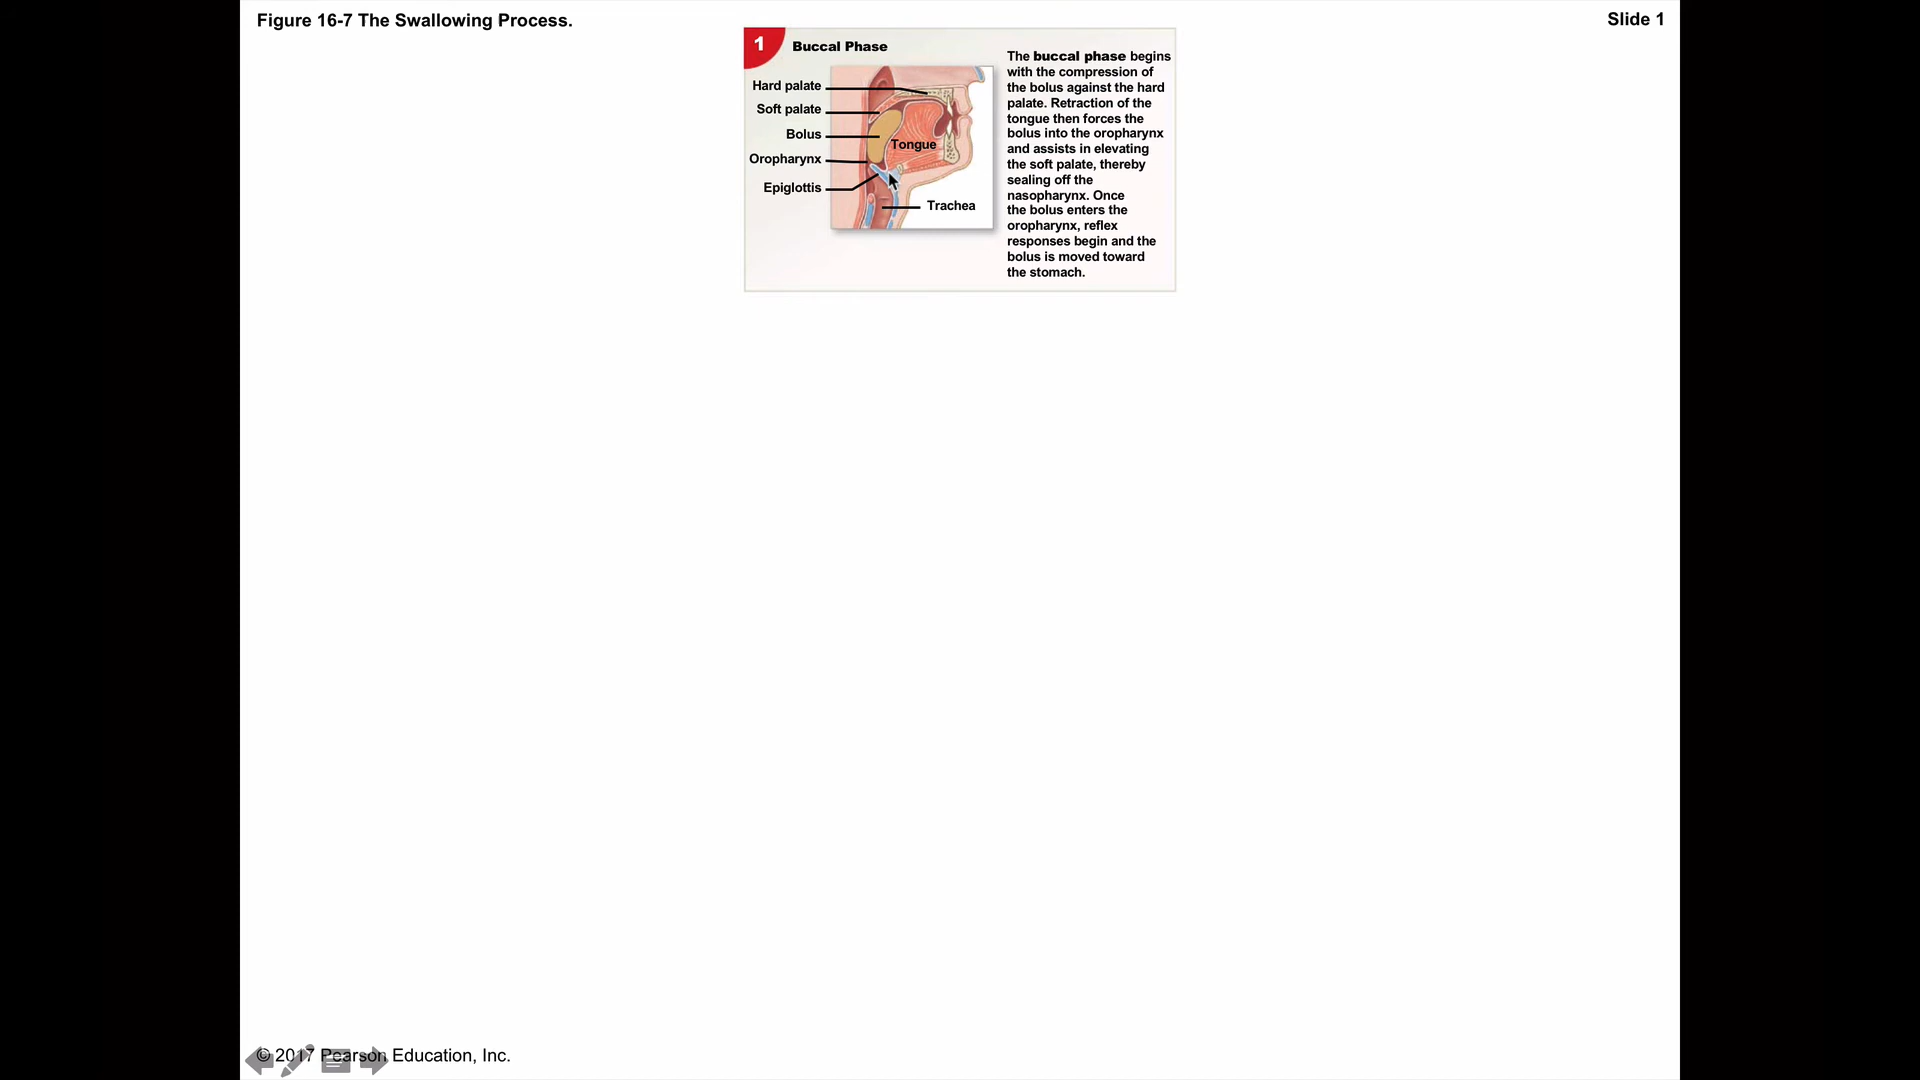 Figure 16-7 The Swallowing Process.
Slide 1
1
Buccal Phase
Hard palate
Soft palate
Bolus
Oropharynx
Epiglottis
Tongue
Trachea
The buccal phase begins
with the compression of
the bolus against the hard
palate. Retraction of the
tongue then forces the
bolus into the oropharynx
and assists in elevating
the soft palate, thereby
sealing off the
nasopharynx. Once
the bolus enters the
oropharynx, reflex
responses begin and the
bolus is moved toward
the stomach.
© 2017 Pearson Education, Inc.